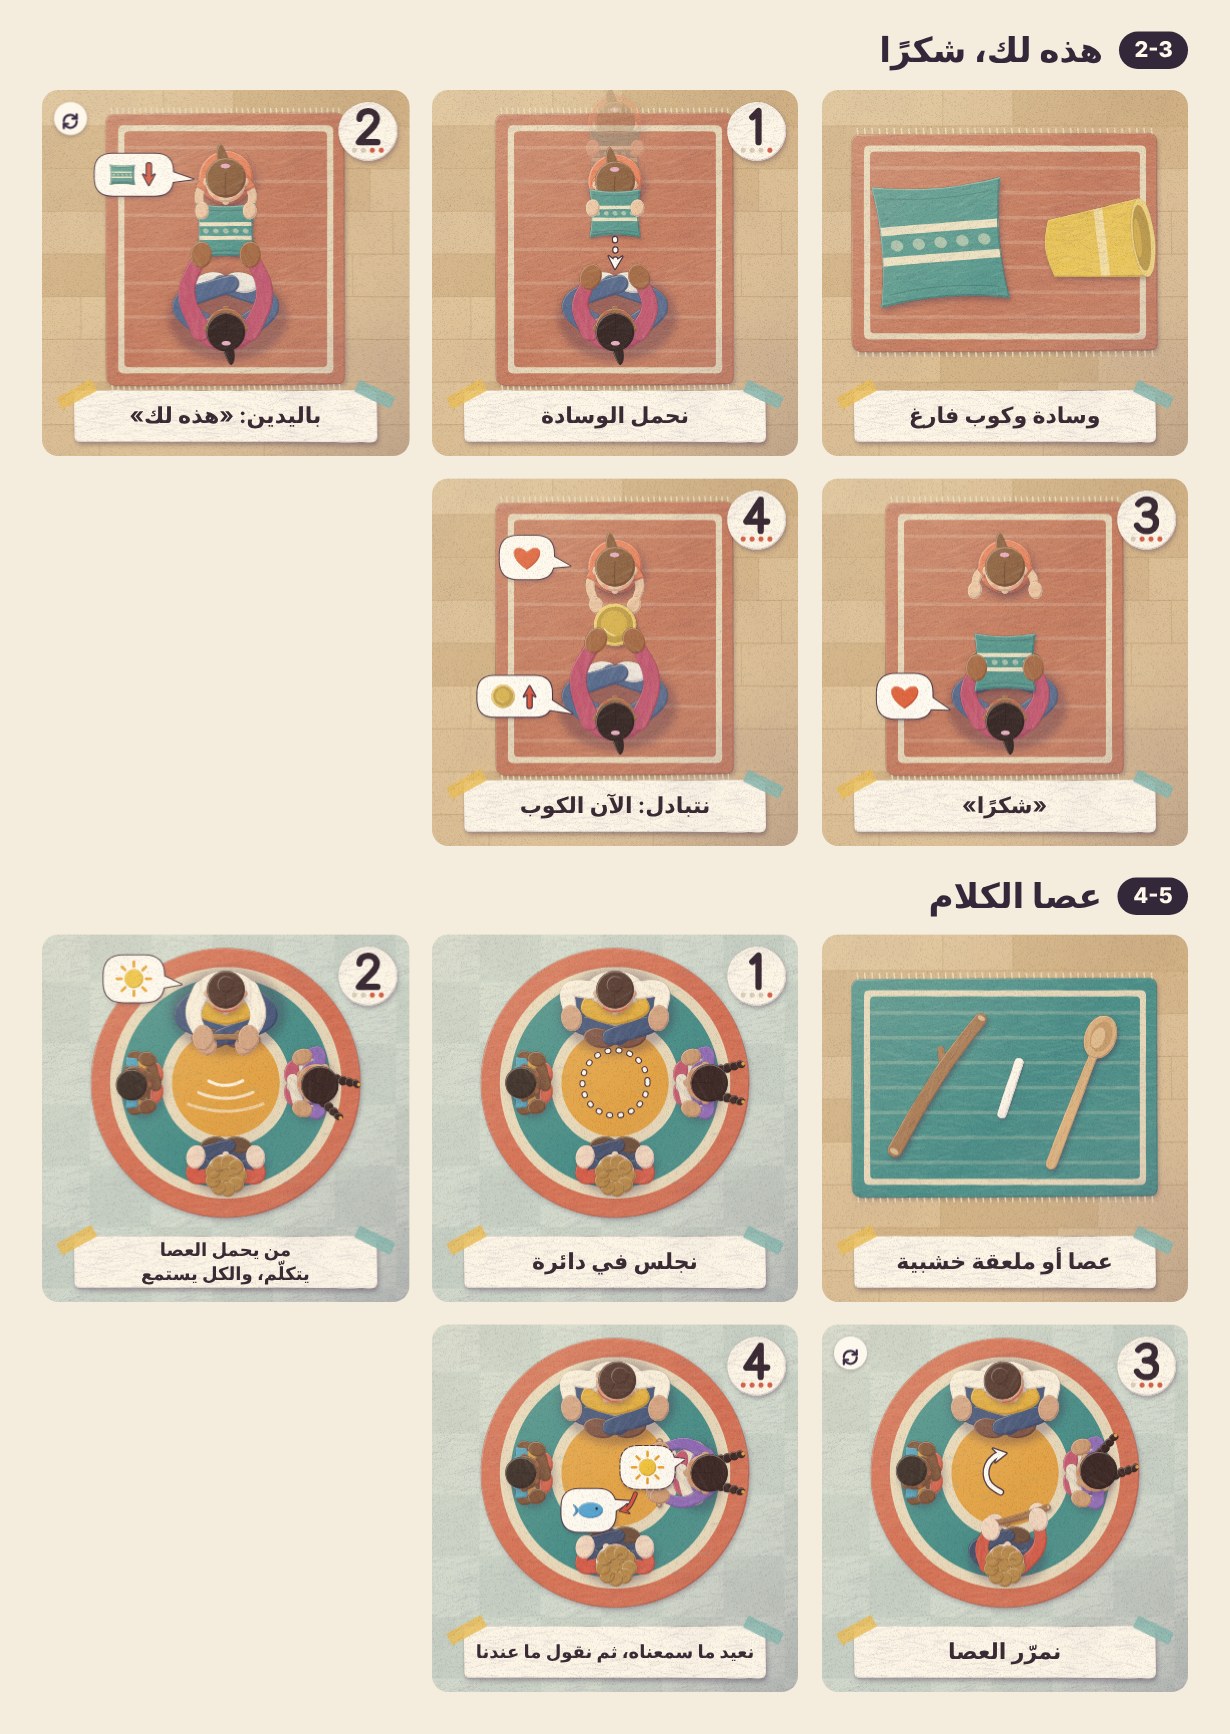 2-3 هذه لك، شكرًا
وسادة وكوب فارغ
1
نحمل الوسادة
2
باليدين: «هذه لك»
3
«شكرًا»
4
نتبادل: الآن الكوب
4-5 عصا الكلام
عصا أو ملعقة خشبية
1
نجلس في دائرة
2
من يحمل العصا
يتكلّم، والكل يستمع
3
نمرّر العصا
4
نعيد ما سمعناه، ثم نقول ما عندنا